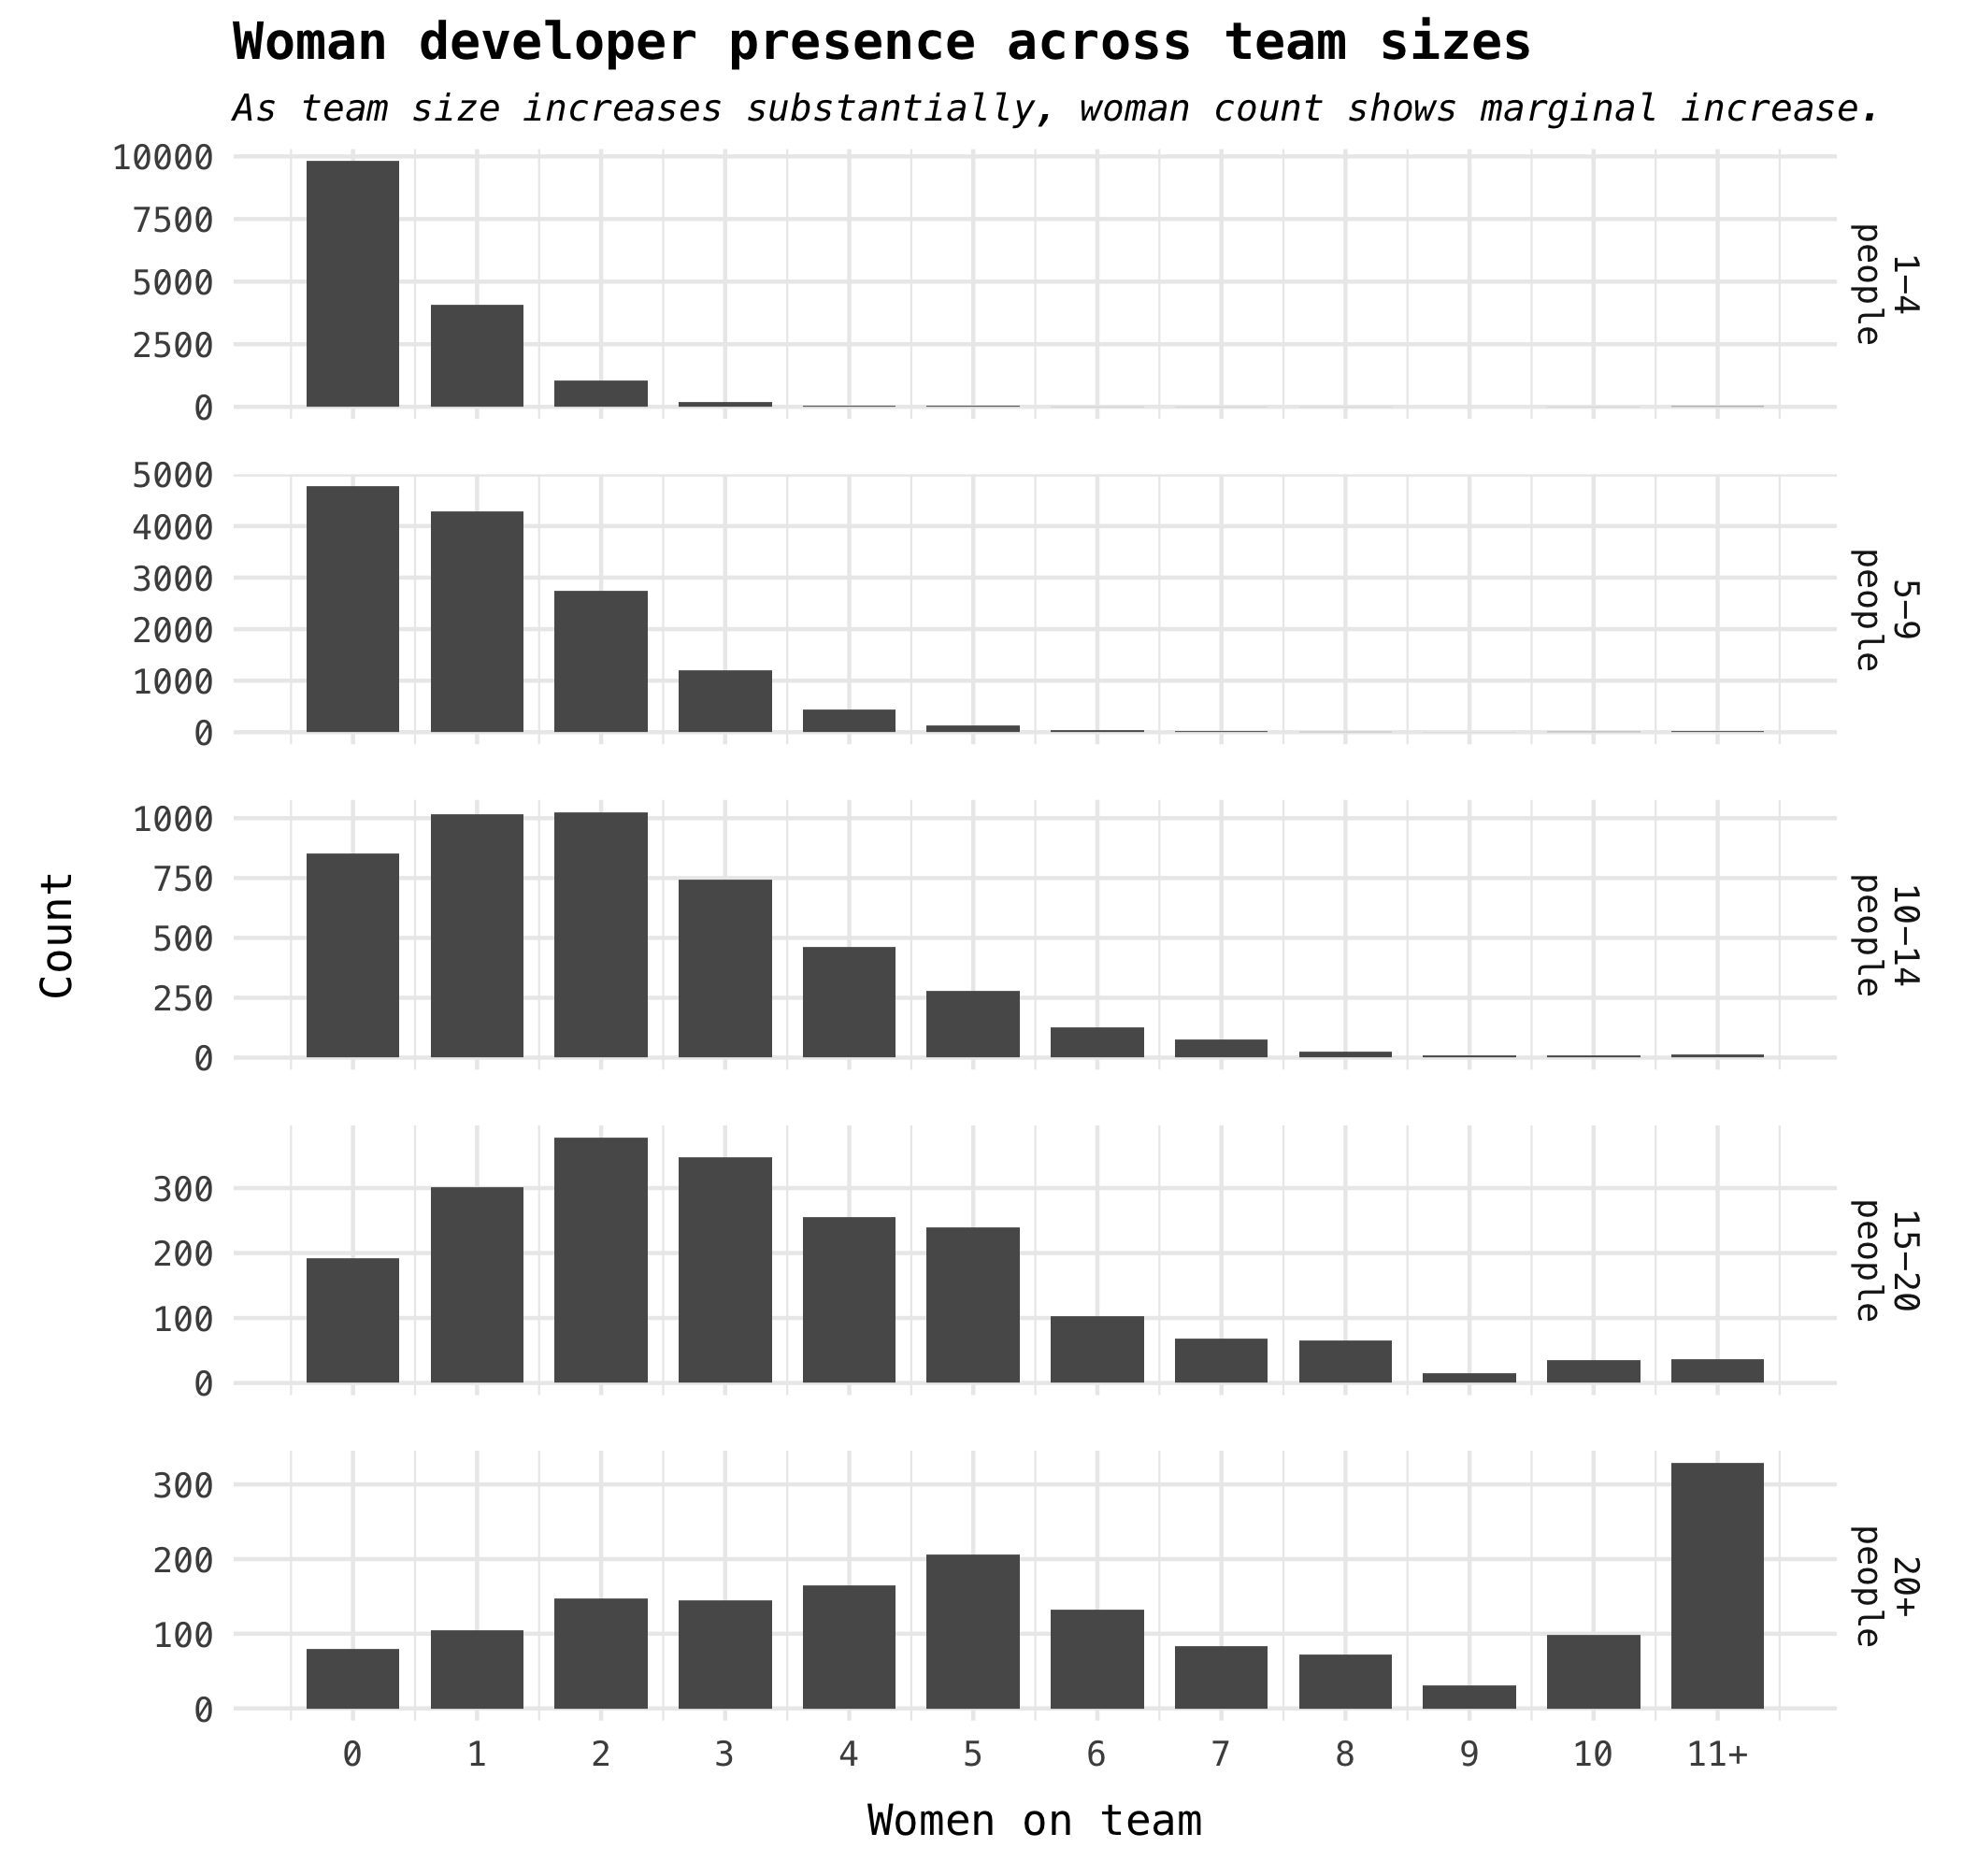 Woman developer presence across team sizes
As team size increases substantially, woman count shows marginal increase.
10000
7500
5000
2500
0
1–4
people
5000
4000
3000
2000
1000
0
5–9
people
1000
750
500
250
0
10–14
people
300
200
100
0
15–20
people
300
200
100
0
20+
people
Count
0 1 2 3 4 5 6 7 8 9 10 11+
Women on team